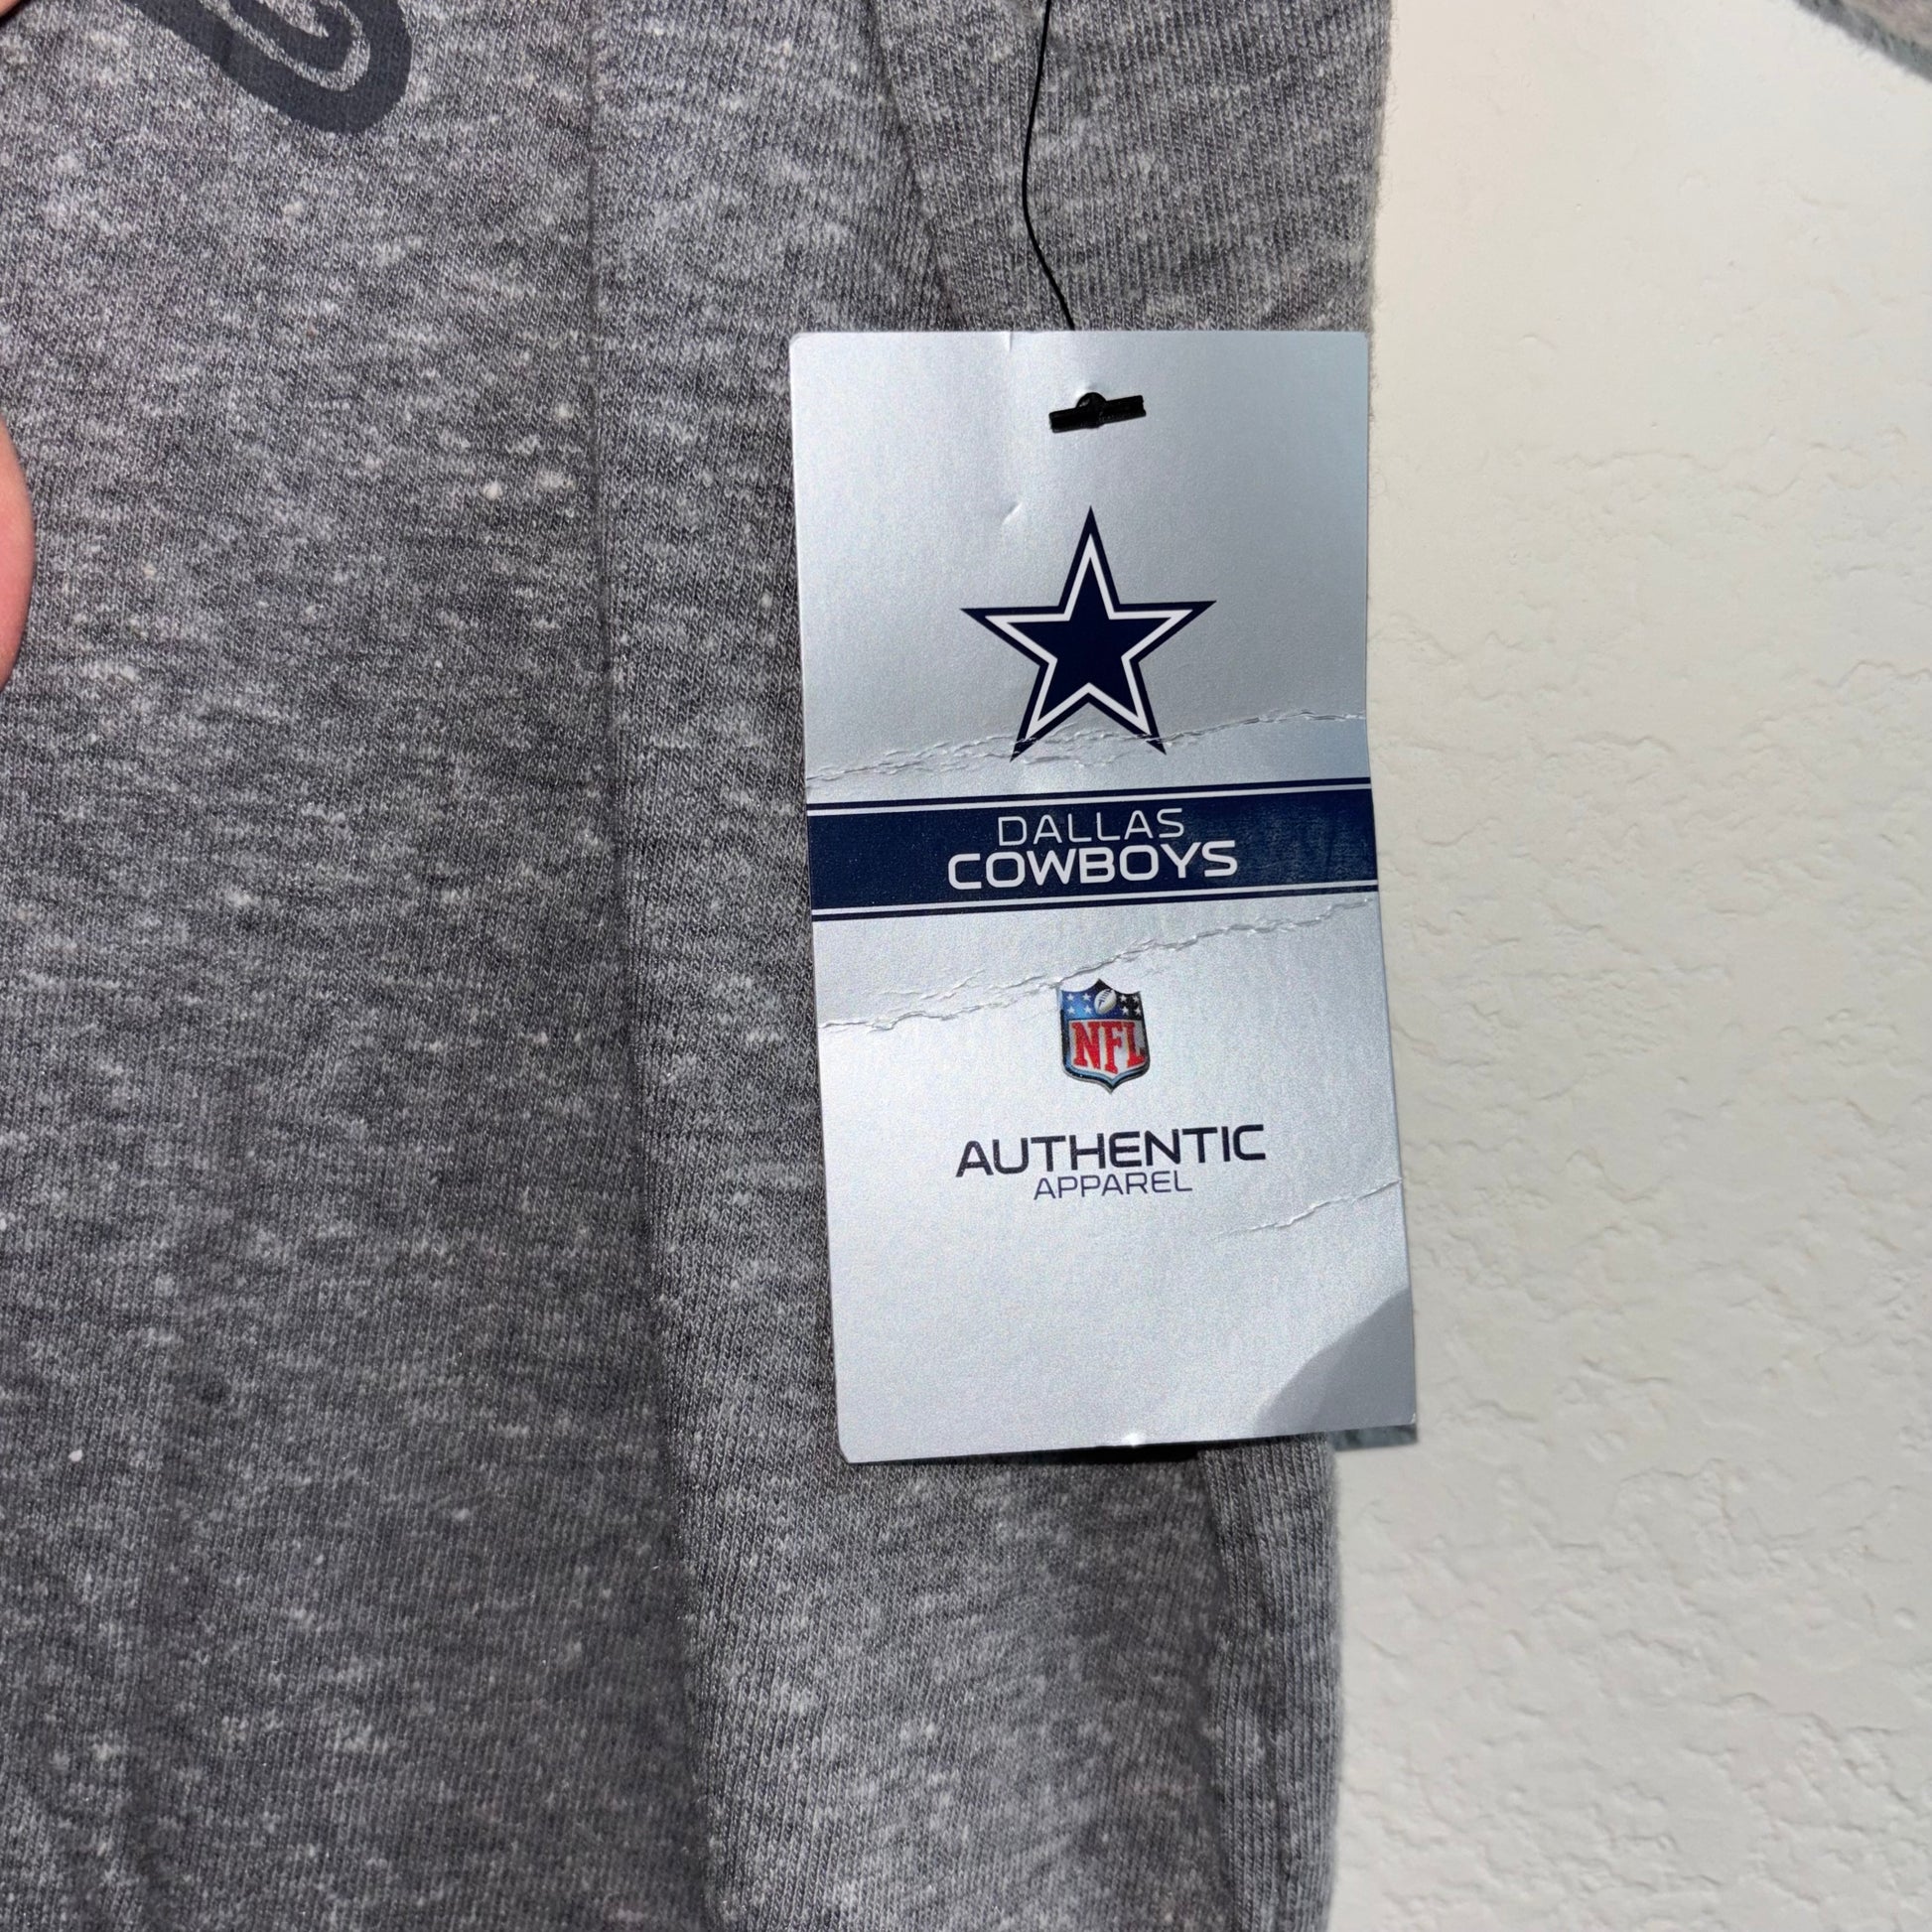 DALLAS
COWBOYS
NFL
AUTHENTIC
APPAREL